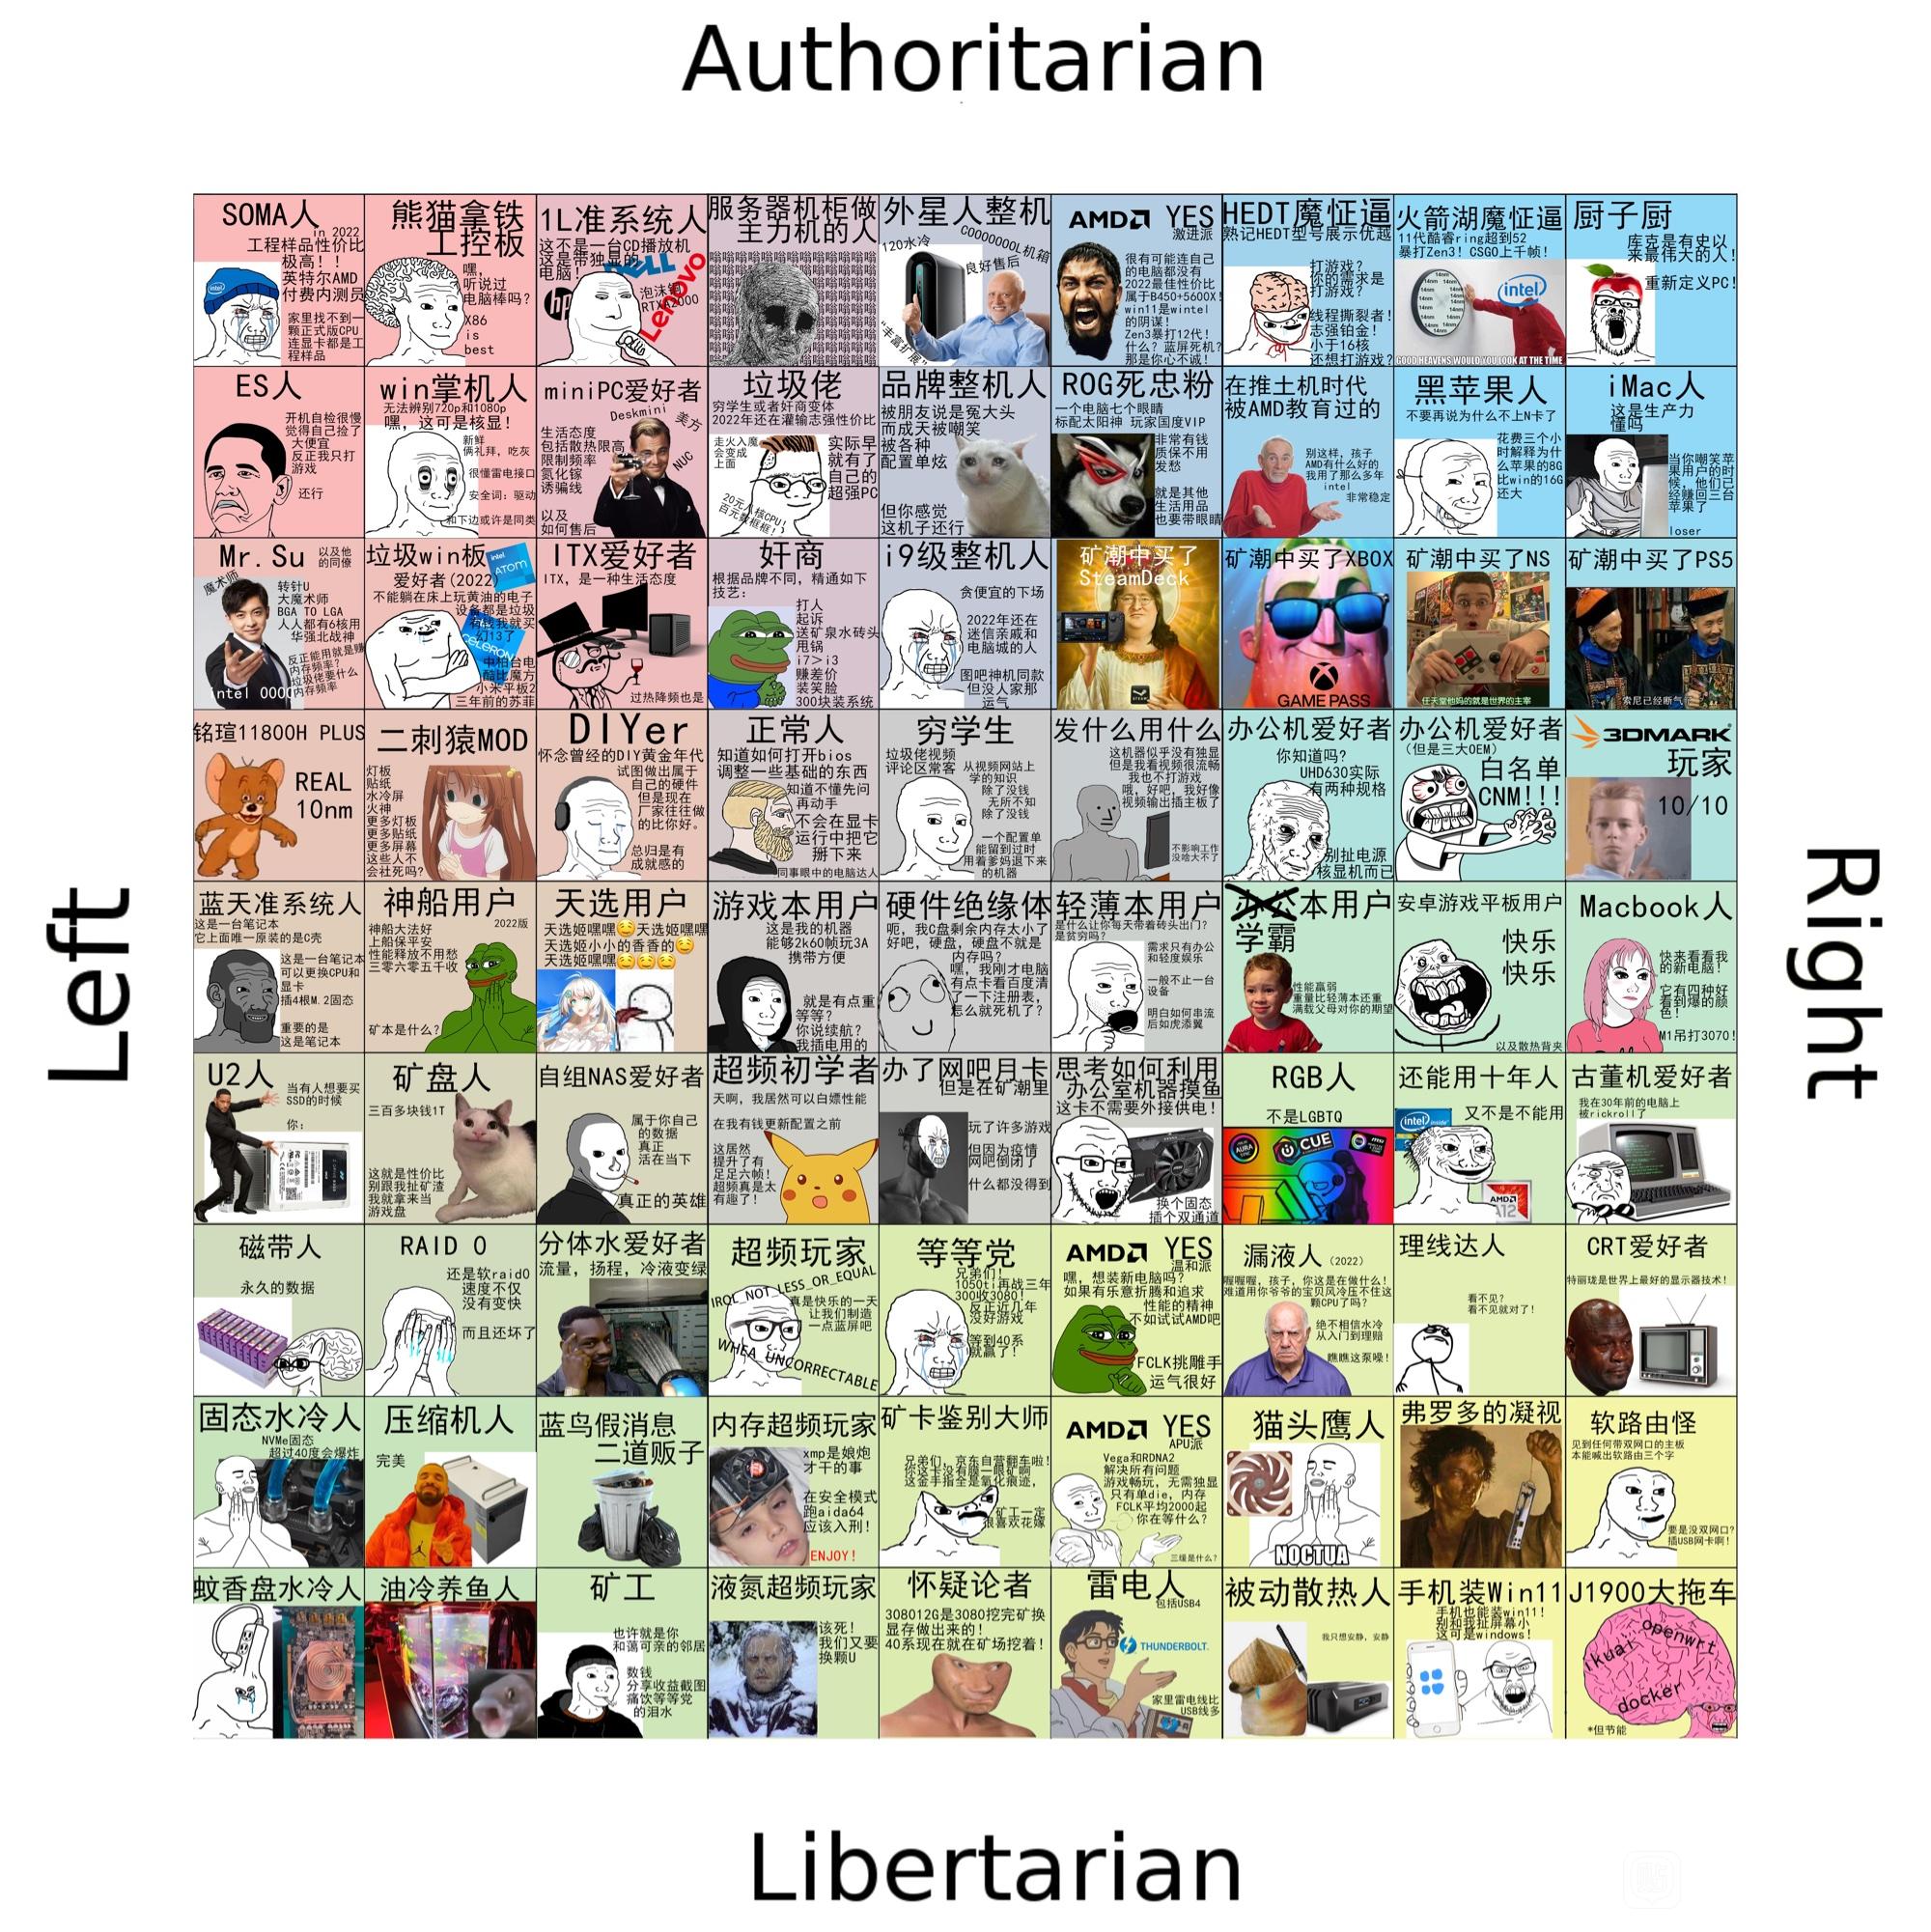 Authoritarian
Left
Right
SOMA人
in 2022
工程样品性价比
极高！！
英特尔AMD
付费内测员
家里找不到一
颗正式版CPU
连显卡都是工
程样品
熊猫拿铁
工控板
嘿，
听说过
电脑棒吗？
X86
is
best
1L准系统人
这不是一台CD播放机
这是带独显的
电脑！
DELL
hp
Lenovo
服务器机柜做
主力机的人
外星人整机
120水冷
C0000000L机箱
良好售后
"丰富扩展"
AMD YES
激进派
很有可能连自己
的电脑都没有
2022最佳性价比
属于B450+5600X！
win11是wintel
的阴谋！
Zen3暴打12代！
什么？蓝屏死机？
那是你心不诚！
HEDT魔怔逼
熟记HEDT型号展示优越
打游戏？
你的需求是
打游戏？
线程撕裂者！
志强铂金！
小于16核
还想打游戏？
火箭湖魔怔逼
11代酷睿ring超到52
暴打Zen3！CSGO上千帧！
14nm
intel
GOOD HEAVENS WOULD YOU LOOK AT THE TIME
厨子厨
库克是有史以
来最伟大的人！
重新定义PC！
ES人
开机自检很慢
觉得自己捡了
大便宜
反正我只打
游戏
还行
win掌机人
无法辨别720p和1080p
嘿，这可是核显！
新鲜
俩礼拜，吃灰
很懂雷电接口
安全词：驱动
和下边或许是同类
miniPC爱好者
Deskmini
美方
NUC
生活态度
包括散热限高
限制频率
氮化镓
诱骗线
以及
如何售后
垃圾佬
穷学生或者奸商变体
2022年还在灌输志强性价比
走火入魔
会变成
上面
实际早
就有了
自己的
超强PC
20元八核CPU！
品牌整机人
被朋友说是冤大头
而成天被嘲笑
被各种
配置单炫
但你感觉
这机子还行
ROG死忠粉
一个电脑七个眼睛
标配太阳神 玩家国度VIP
非常有钱
质保不用
发愁
就是其他
生活用品
也要带眼睛
在推土机时代
被AMD教育过的
别这样，孩子
AMD有什么好的
我用了那么多年
intel
非常稳定
黑苹果人
不要再说为什么不上N卡了
花费三个小
时解释为什
么苹果的8G
比win的16G
还大
iMac人
这是生产力
懂吗
当你嘲笑苹
果用户的时
候，他们已
经赚回三台
苹果了
loser
Mr.Su
以及他
的同僚
魔术师
转针U
大魔术师
BGA TO LGA
人人都有6核用
华强北战神
反正能用就是赚
内存频率？
垃圾佬要什么
内存频率
intel 0000
垃圾win板
爱好者(2022)
intel ATOM
不能躺在床上玩黄油的电子
设备都是垃圾
有钱我就买
幻13了
CELERON
中柏台电
酷比魔方
小米平板2
三年前的苏菲
ITX爱好者
ITX，是一种生活态度
过热降频也是
奸商
根据品牌不同，精通如下
技艺：
打人
起诉
送矿泉水砖头
甩锅
i7＞i3
赚差价
装笑脸
300块装系统
i9级整机人
贪便宜的下场
2022年还在
迷信亲戚和
电脑城的人
图吧神机同款
但没人家那
运气
矿潮中买了
SteamDeck
矿潮中买了XBOX
XBOX
GAME PASS
矿潮中买了NS
任天堂他妈的就是世界的主宰
矿潮中买了PS5
索尼已经断气了
铭瑄11800H PLUS
REAL
10nm
二刺猿MOD
灯板
贴纸
水冷屏
火神
更多灯板
更多贴纸
更多屏幕
这些人不
会社死吗？
DIYer
怀念曾经的DIY黄金年代
试图做出属于
自己的硬件
但是现在
厂家往往做
的比你好。
总归是有
成就感的
正常人
知道如何打开bios
调整一些基础的东西
知道不懂先问
再动手
不会在显卡
运行中把它
掰下来
同事眼中的电脑达人
穷学生
垃圾佬视频
评论区常客
从视频网站上
学的知识
除了没钱
无所不知
除了没钱
一个配置单
能留到过时
用着爹妈退下来
的机器
发什么用什么
这机器似乎没有独显
但是我看视频很流畅
我也不打游戏
哦，好吧，我好像
视频输出插主板了
不影响工作
没啥大不了
办公机爱好者
你知道吗？
UHD630实际
有两种规格
别扯电源
核显机而已
办公机爱好者
（但是三大OEM）
白名单
CNM！！！
3DMARK
玩家
10/10
蓝天准系统人
这是一台笔记本
它上面唯一原装的是C壳
这是一台笔记本
可以更换CPU和
显卡
插4根M.2固态
重要的是
这是笔记本
神船用户
2022版
神船大法好
上船保平安
性能释放不用愁
三零六零五千收
矿本是什么？
天选用户
天选姬嘿嘿天选姬嘿嘿
天选姬小小的香香的
天选姬嘿嘿
游戏本用户
这是我的机器
能够2k60帧玩3A
携带方便
就是有点重
等等？
你说续航？
我插电用的
硬件绝缘体
呃，我C盘剩余内存太小了
好吧，硬盘，硬盘不就是
内存吗？
嘿，我刚才电脑
有点卡看百度清
了一下注册表，
怎么就死机了？
轻薄本用户
是什么让你每天带着砖头出门？
是贫穷吗？
需求只有办公
和轻度娱乐
一般不止一台
设备
明白如何串流
后如虎添翼
办公本用户
学霸
性能羸弱
重量比轻薄本还重
满载父母对你的期望
安卓游戏平板用户
快乐
快乐
以及散热背夹
Macbook人
快来看看我
的新电脑！
它有四种好
看到爆的颜
色！
M1吊打3070！
U2人
当有人想要买
SSD的时候
你：
矿盘人
三百多块钱1T
这就是性价比
别跟我扯矿渣
我就拿来当
游戏盘
自组NAS爱好者
属于你自己
的数据
真正
活在当下
真正的英雄
超频初学者
天啊，我居然可以白嫖性能
在我有钱更新配置之前
这居然
提升了有
足足六帧！
超频真是太
有趣了！
办了网吧月卡
但是在矿潮里
玩了许多游戏
但因为疫情
网吧倒闭了
什么都没得到
思考如何利用
办公室机器摸鱼
这卡不需要外接供电！
换个固态
插个双通道
RGB人
不是LGBTQ
AURA
iCUE
msi
还能用十年人
又不是不能用
intel inside
AMD
A12
古董机爱好者
我在30年前的电脑上
被rickroll了
磁带人
永久的数据
RAID 0
还是软raid0
速度不仅
没有变快
而且还坏了
分体水爱好者
流量，扬程，冷液变绿
超频玩家
IRQL_NOT_LESS_OR_EQUAL
真是快乐的一天
让我们制造
一点蓝屏吧
WHEA_UNCORRECTABLE
等等党
兄弟们！
1050ti再战三年
300收3080！
反正近几年
没好游戏
等到40系
就赢了！
AMD YES
温和派
嘿，想装新电脑吗？
如果有乐意折腾和追求
性能的精神
不如试试AMD吧
FCLK挑雕手
运气很好
漏液人（2022）
喔喔喔，孩子，你这是在做什么！
难道用你爷爷的宝贝风冷压不住这
颗CPU了吗？
绝不相信水冷
从入门到理赔
瞧瞧这泵噪！
理线达人
看不见？
看不见就对了！
CRT爱好者
特丽珑是世界上最好的显示器技术！
固态水冷人
NVMe固态
超过40度会爆炸
压缩机人
完美
蓝鸟假消息
二道贩子
内存超频玩家
xmp是娘炮
才干的事
在安全模式
跑aida64
应该入刑！
ENJOY！
矿卡鉴别大师
兄弟们，京东自营翻车啦！
你这卡没有膜一眼矿啊
这金手指全是氧化痕迹，
矿工一定
很喜欢花嫁
AMD YES
APU派
Vega和RDNA2
解决所有问题
游戏畅玩，无需独显
只有单die，内存
FCLK平均2000起
你在等什么？
三缓是什么？
猫头鹰人
NOCTUA
弗罗多的凝视
软路由怪
见到任何带双网口的主板
本能喊出软路由三个字
要是没双网口？
插USB网卡啊！
蚊香盘水冷人
油冷养鱼人
矿工
也许就是你
和蔼可亲的邻居
数钱
分享收益截图
痛饮等等党
的泪水
液氮超频玩家
该死！
我们又要
换颗U
怀疑论者
308012G是3080挖完矿换
显存做出来的！
40系现在就在矿场挖着！
雷电人
包括USB4
THUNDERBOLT.
家里雷电线比
USB线多
被动散热人
我只想安静，安静
手机装Win11
手机也能装win11！
别和我扯屏幕小
这可是windows！
J1900大拖车
ikuai
openwrt
docker
*但节能
Libertarian